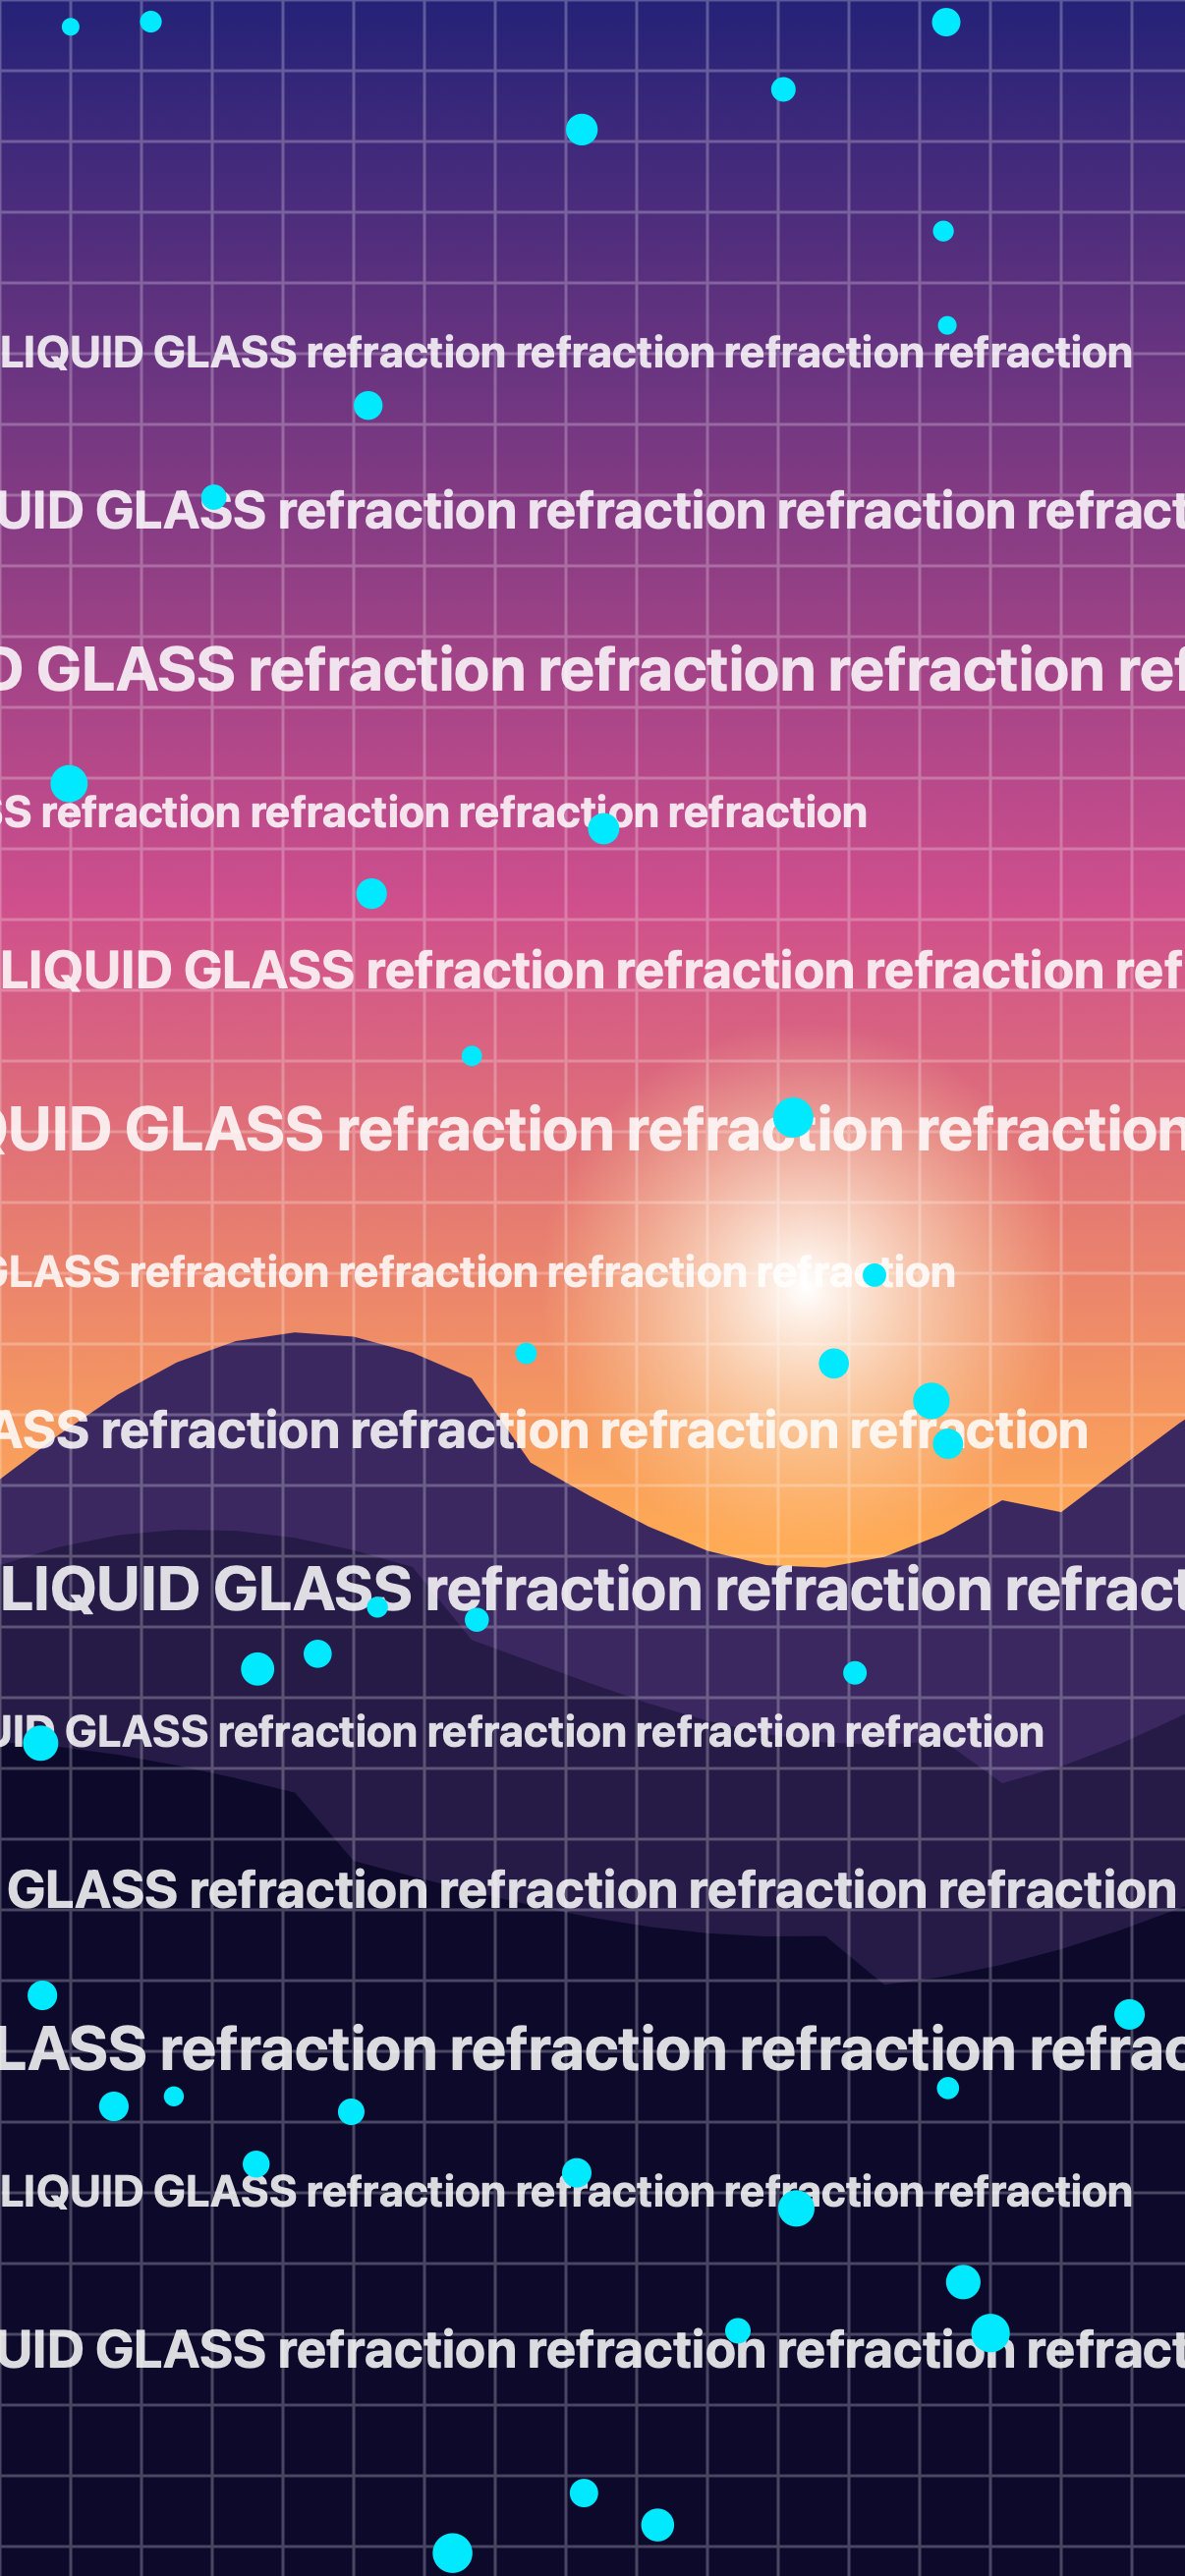 LIQUID GLASS refraction refraction refraction refraction
UID GLASS refraction refraction refraction refract
D GLASS refraction refraction refraction ref
SS refraction refraction refraction refraction
LIQUID GLASS refraction refraction refraction ref
QUID GLASS refraction refraction refraction
GLASS refraction refraction refraction refraction
ASS refraction refraction refraction refraction
LIQUID GLASS refraction refraction refract
UID GLASS refraction refraction refraction refraction
GLASS refraction refraction refraction refraction
LASS refraction refraction refraction refrac
LIQUID GLASS refraction refraction refraction refraction
UID GLASS refraction refraction refraction refract